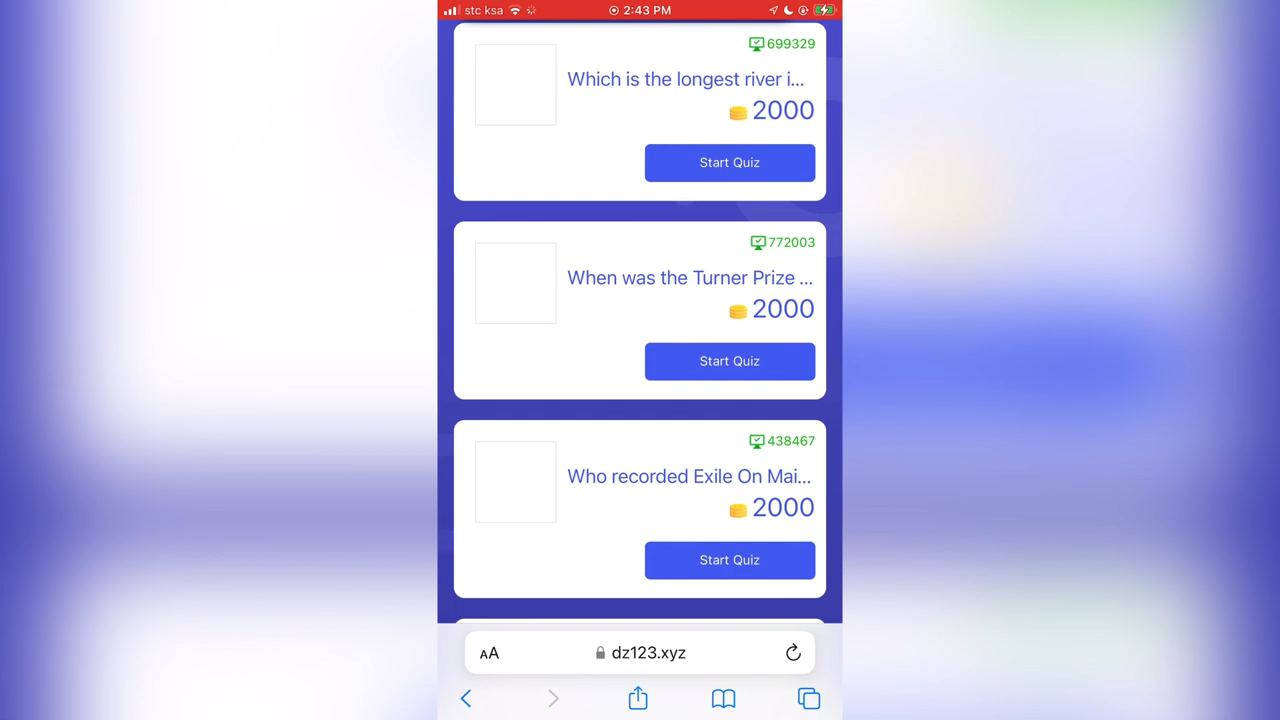 stc ksa 2:43 PM
699329
Which is the longest river i...
2000
Start Quiz
772003
When was the Turner Prize ...
2000
Start Quiz
438467
Who recorded Exile On Mai...
2000
Start Quiz
AA dz123.xyz